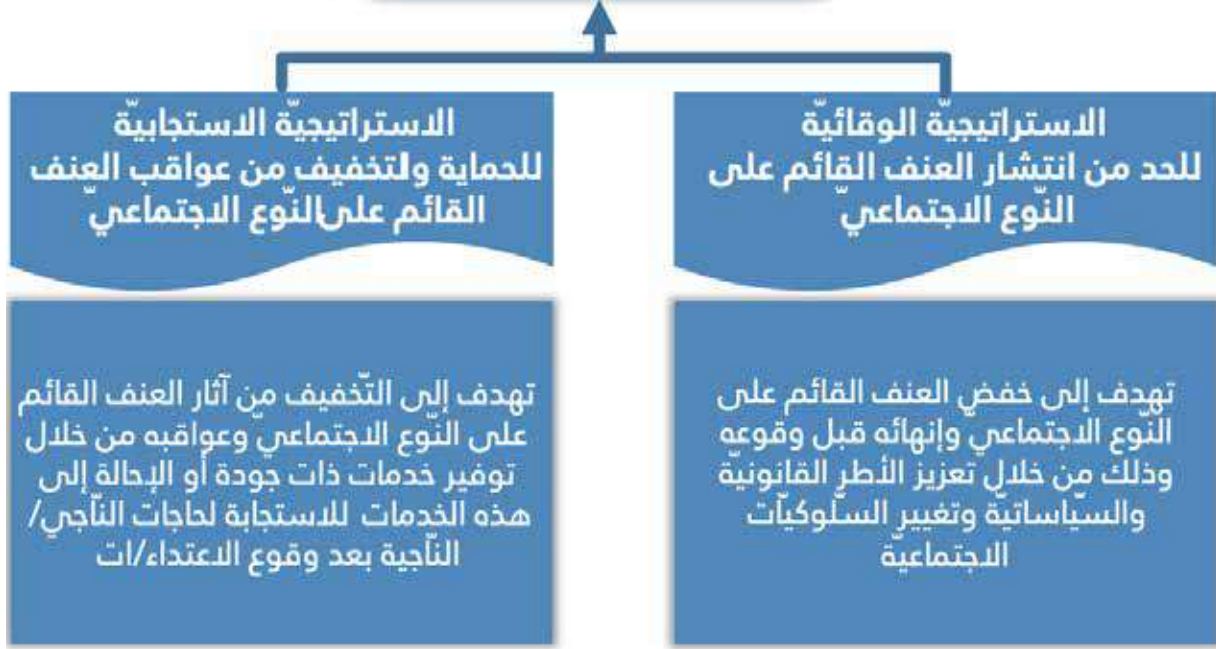 الاستراتيجيّة الوقائيّة
للحد من انتشار العنف القائم على
النّوع الاجتماعيّ
تهدف إلى خفض العنف القائم على
النّوع الاجتماعيّ وإنهائه قبل وقوعه
وذلك من خلال تعزيز الأطر القانونيّة
والسّياساتيّة وتغيير السّلوكيّات
الاجتماعيّة
الاستراتيجيّة الاستجابيّة
للحماية والتخفيف من عواقب العنف
القائم على النّوع الاجتماعيّ
تهدف إلى التّخفيف من آثار العنف القائم
على النّوع الاجتماعيّ وعواقبه من خلال
توفير خدمات ذات جودة أو الإحالة إلى
هذه الخدمات للاستجابة لحاجات النّاجي/
النّاجية بعد وقوع الاعتداء/ات